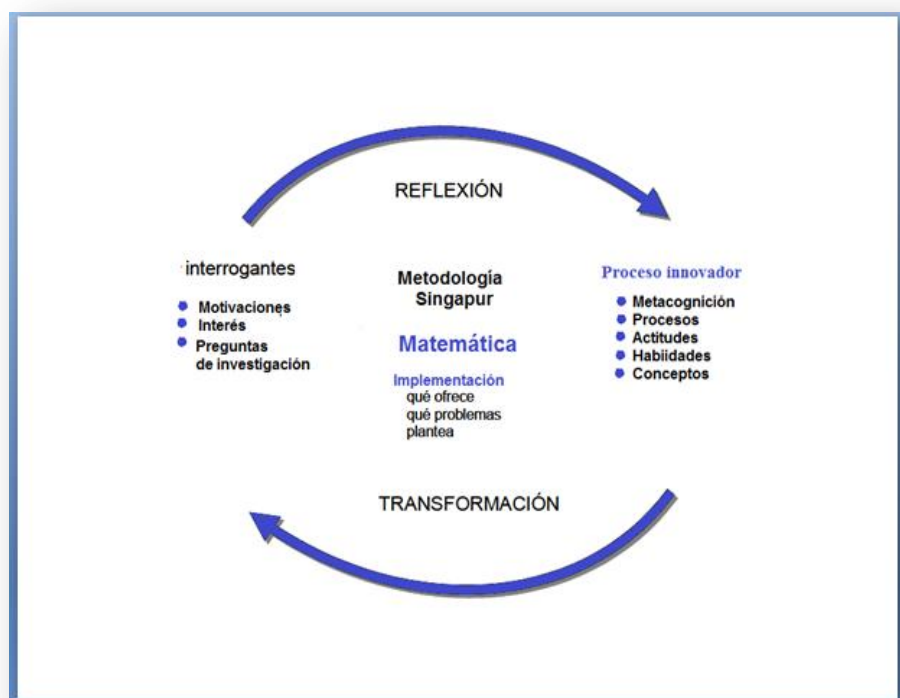 REFLEXIÓN
interrogantes
Motivaciones
Interés
Preguntas
de investigación
Metodología
Singapur
Matemática
Implementación
qué ofrece
qué problemas
plantea
Proceso innovador
Metacognición
Procesos
Actitudes
Habiidades
Conceptos
TRANSFORMACIÓN